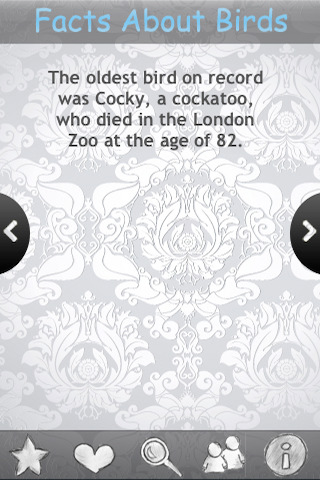 Facts About Birds
The oldest bird on record
was Cocky, a cockatoo,
who died in the London
Zoo at the age of 82.